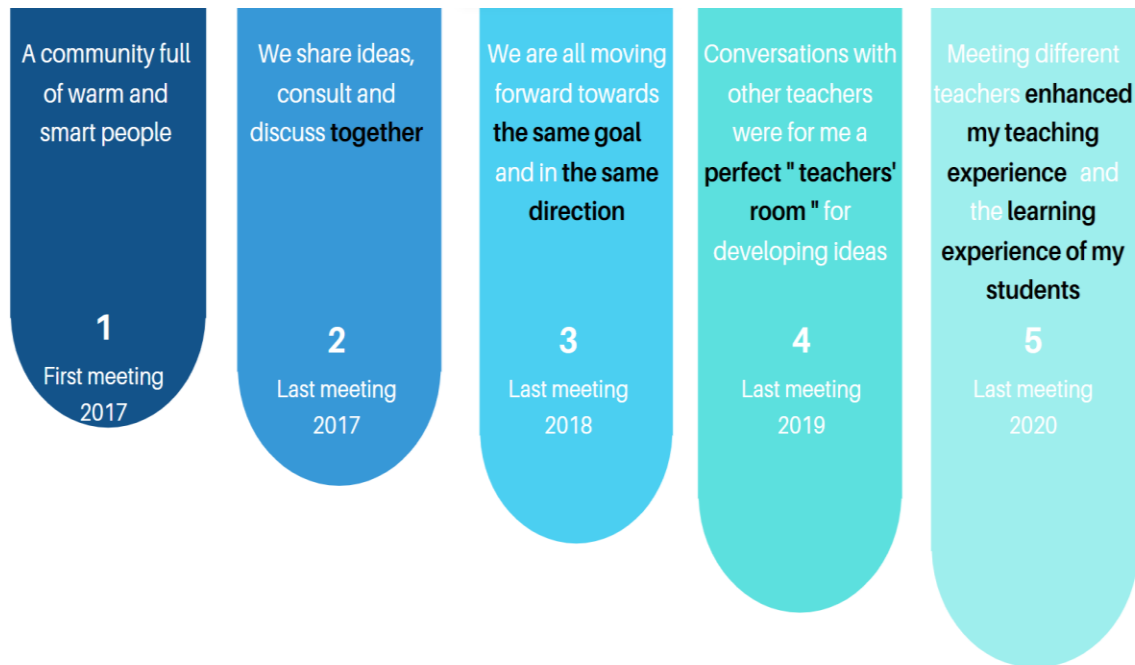 A community full
of warm and
smart people
1
First meeting
2017
We share ideas,
consult and
discuss together
2
Last meeting
2017
We are all moving
forward towards
the same goal
and in the same
direction
3
Last meeting
2018
Conversations with
other teachers
were for me a
perfect " teachers'
room " for
developing ideas
4
Last meeting
2019
Meeting different
teachers enhanced
my teaching
experience and
the learning
experience of my
students
5
Last meeting
2020